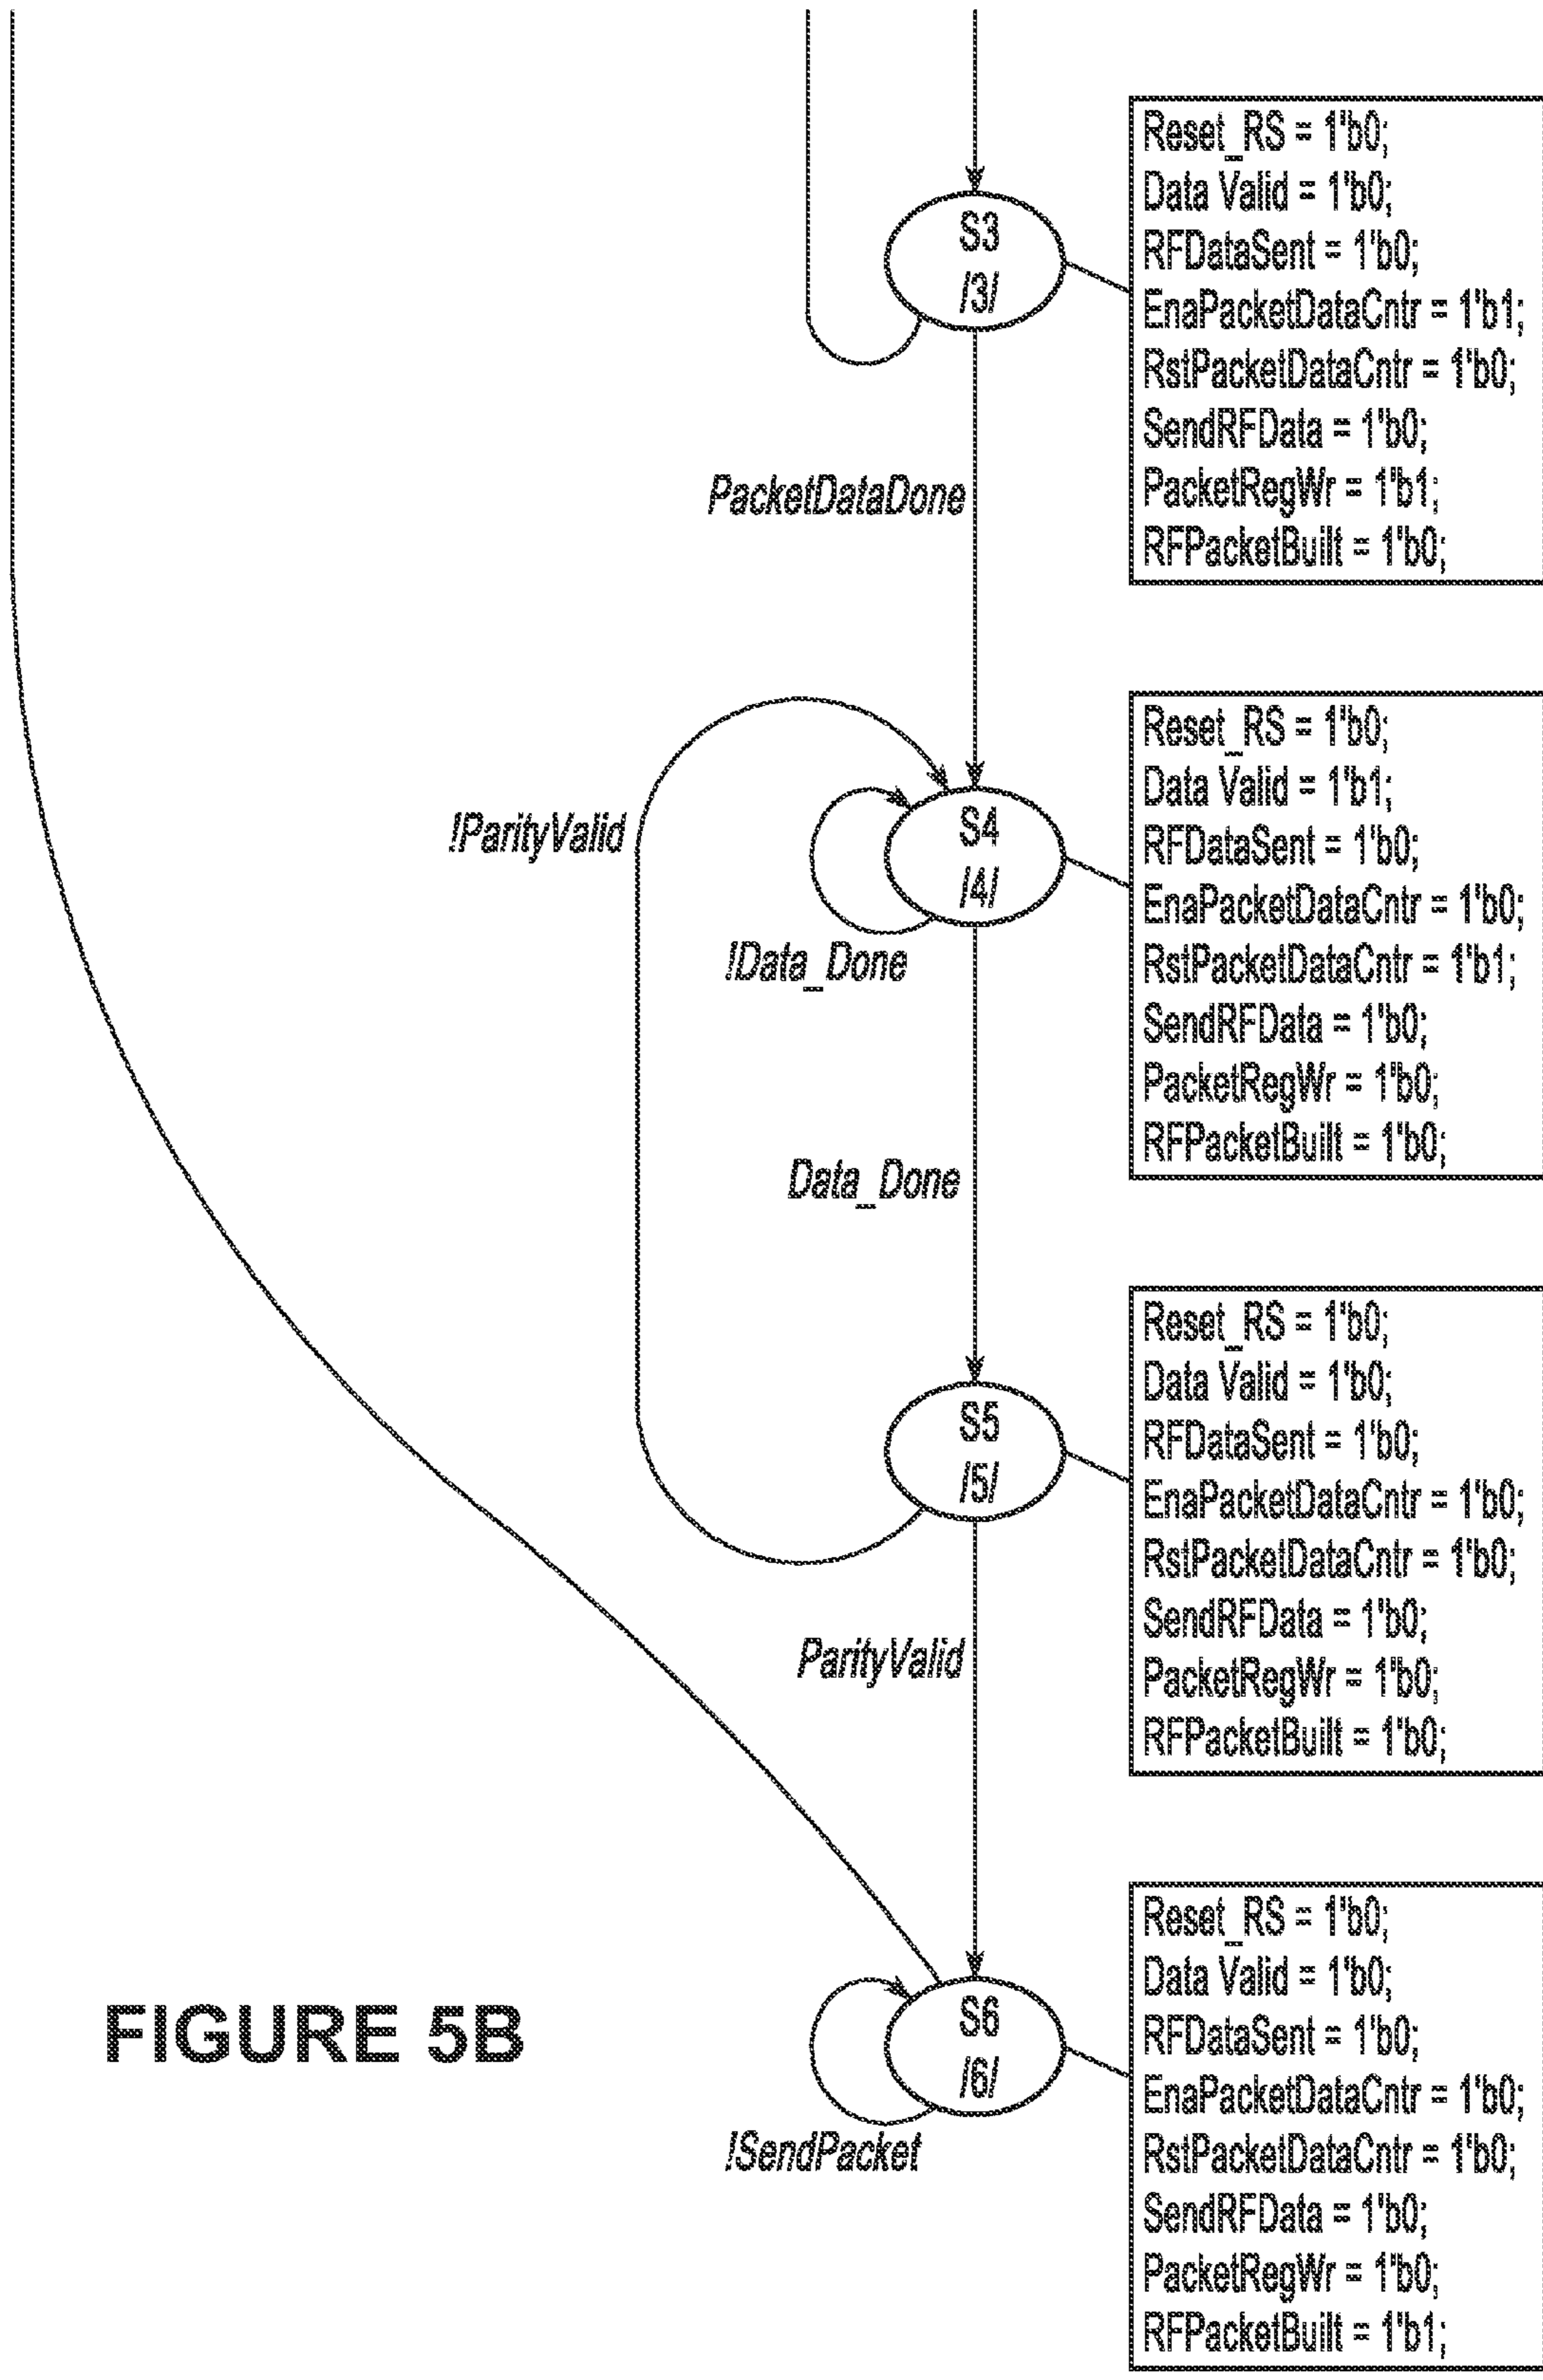 S3
/3/
Reset_RS = 1'b0;
Data Valid = 1'b0;
RFDataSent = 1'b0;
EnaPacketDataCntr = 1'b1;
RstPacketDataCntr = 1'b0;
SendRFData = 1'b0;
PacketRegWr = 1'b1;
RFPacketBuilt = 1'b0;
PacketDataDone
!ParityValid
S4
/4/
!Data_Done
Reset_RS = 1'b0;
Data Valid = 1'b1;
RFDataSent = 1'b0;
EnaPacketDataCntr = 1'b0;
RstPacketDataCntr = 1'b1;
SendRFData = 1'b0;
PacketRegWr = 1'b0;
RFPacketBuilt = 1'b0;
Data_Done
S5
/5/
Reset_RS = 1'b0;
Data Valid = 1'b0;
RFDataSent = 1'b0;
EnaPacketDataCntr = 1'b0;
RstPacketDataCntr = 1'b0;
SendRFData = 1'b0;
PacketRegWr = 1'b0;
RFPacketBuilt = 1'b0;
ParityValid
S6
/6/
!SendPacket
Reset_RS = 1'b0;
Data Valid = 1'b0;
RFDataSent = 1'b0;
EnaPacketDataCntr = 1'b0;
RstPacketDataCntr = 1'b0;
SendRFData = 1'b0;
PacketRegWr = 1'b0;
RFPacketBuilt = 1'b1;
FIGURE 5B